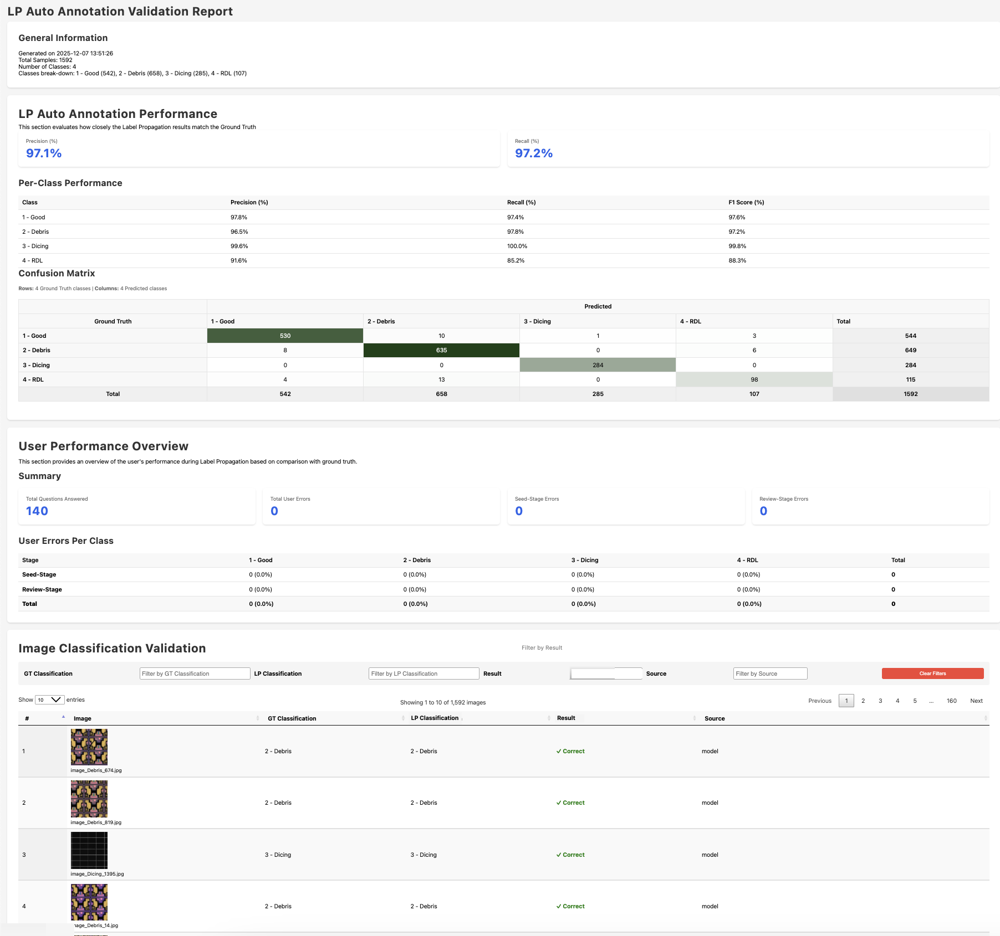 LP Auto Annotation Validation Report
General Information
Generated on 2025-12-07 13:51:26
Total Samples: 1592
Number of Classes: 4
Classes break-down: 1 - Good (542), 2 - Debris (658), 3 - Dicing (285), 4 - RDL (107)
LP Auto Annotation Performance
This section evaluates how closely the Label Propagation results match the Ground Truth
Precision (%) Recall (%)
97.1% 97.2%
Per-Class Performance
Class Precision (%) Recall (%) F1 Score (%)
1 - Good 97.8% 97.4% 97.6%
2 - Debris 96.5% 97.8% 97.2%
3 - Dicing 99.6% 100.0% 99.8%
4 - RDL 91.6% 85.2% 88.3%
Confusion Matrix
Rows: 4 Ground Truth classes | Columns: 4 Predicted classes
Predicted
Ground Truth 1 - Good 2 - Debris 3 - Dicing 4 - RDL Total
1 - Good 530 10 1 3 544
2 - Debris 8 635 0 6 649
3 - Dicing 0 0 284 0 284
4 - RDL 4 13 0 98 115
Total 542 658 285 107 1592
User Performance Overview
This section provides an overview of the user's performance during Label Propagation based on comparison with ground truth.
Summary
Total Questions Answered Total User Errors Seed-Stage Errors Review-Stage Errors
140 0 0 0
User Errors Per Class
Stage 1 - Good 2 - Debris 3 - Dicing 4 - RDL Total
Seed-Stage 0 (0.0%) 0 (0.0%) 0 (0.0%) 0 (0.0%) 0
Review-Stage 0 (0.0%) 0 (0.0%) 0 (0.0%) 0 (0.0%) 0
Total 0 (0.0%) 0 (0.0%) 0 (0.0%) 0 (0.0%) 0
Image Classification Validation Filter by Result
GT Classification Filter by GT Classification LP Classification Filter by LP Classification Result Source Filter by Source Clear Filters
Show 10 entries Showing 1 to 10 of 1,592 images Previous 1 2 3 4 5 ... 160 Next
# Image GT Classification LP Classification Result Source
1 2 - Debris 2 - Debris ✓ Correct model
image_Debris_674.jpg
2 2 - Debris 2 - Debris ✓ Correct model
image_Debris_819.jpg
3 3 - Dicing 3 - Dicing ✓ Correct model
image_Dicing_1395.jpg
4 2 - Debris 2 - Debris ✓ Correct model
mage_Debris_14.jpg